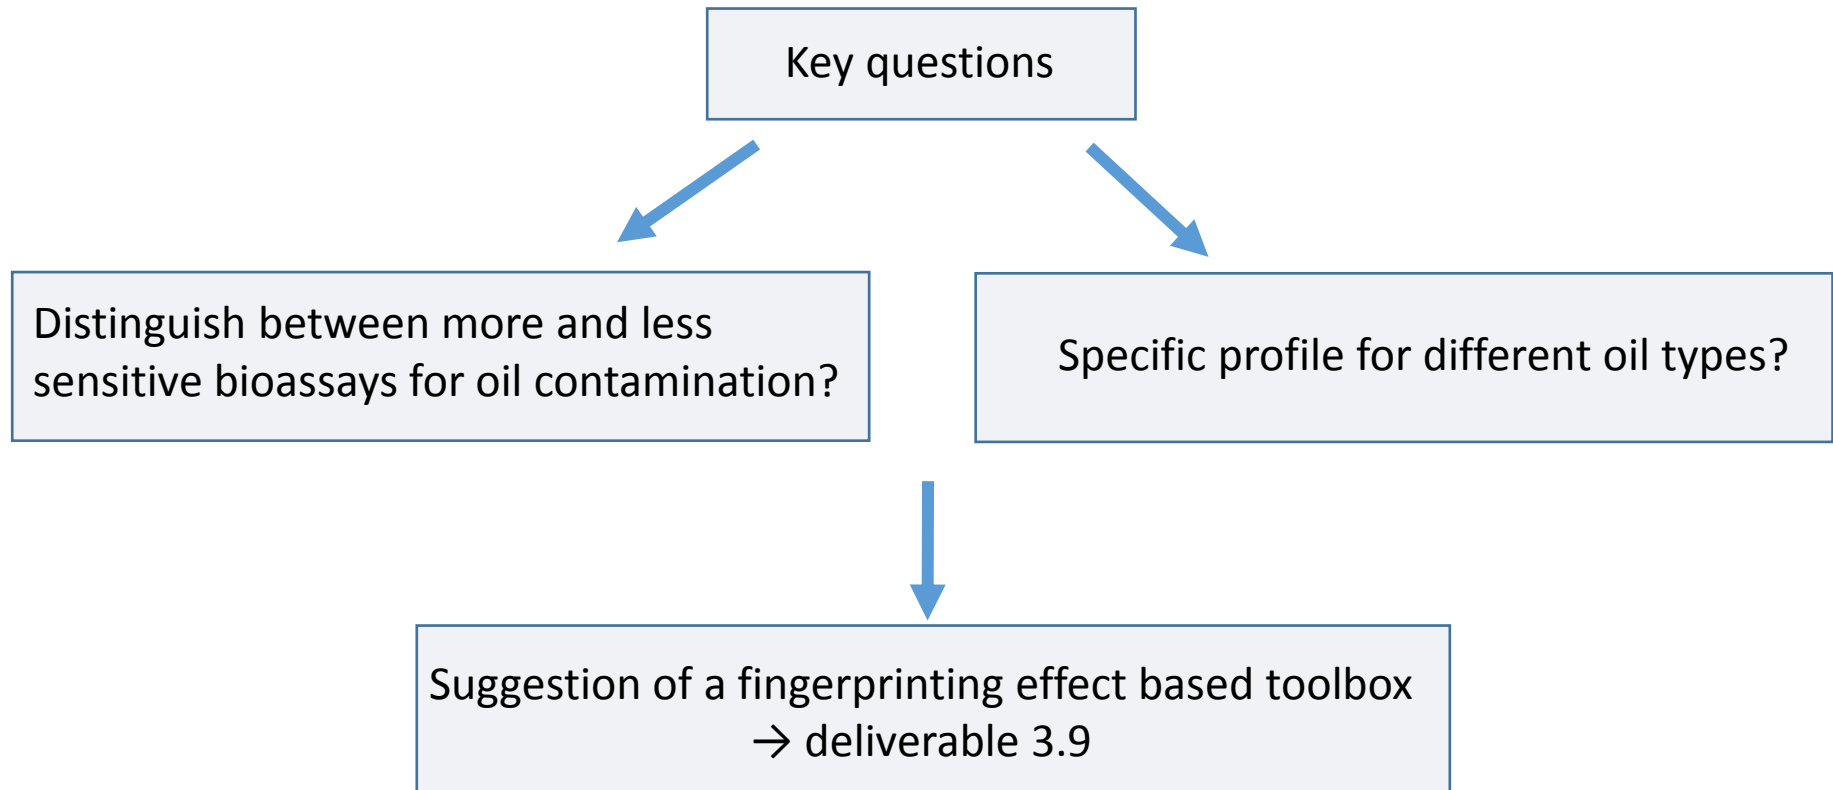 Key questions
Distinguish between more and less
sensitive bioassays for oil contamination?
Specific profile for different oil types?
Suggestion of a fingerprinting effect based toolbox
→ deliverable 3.9